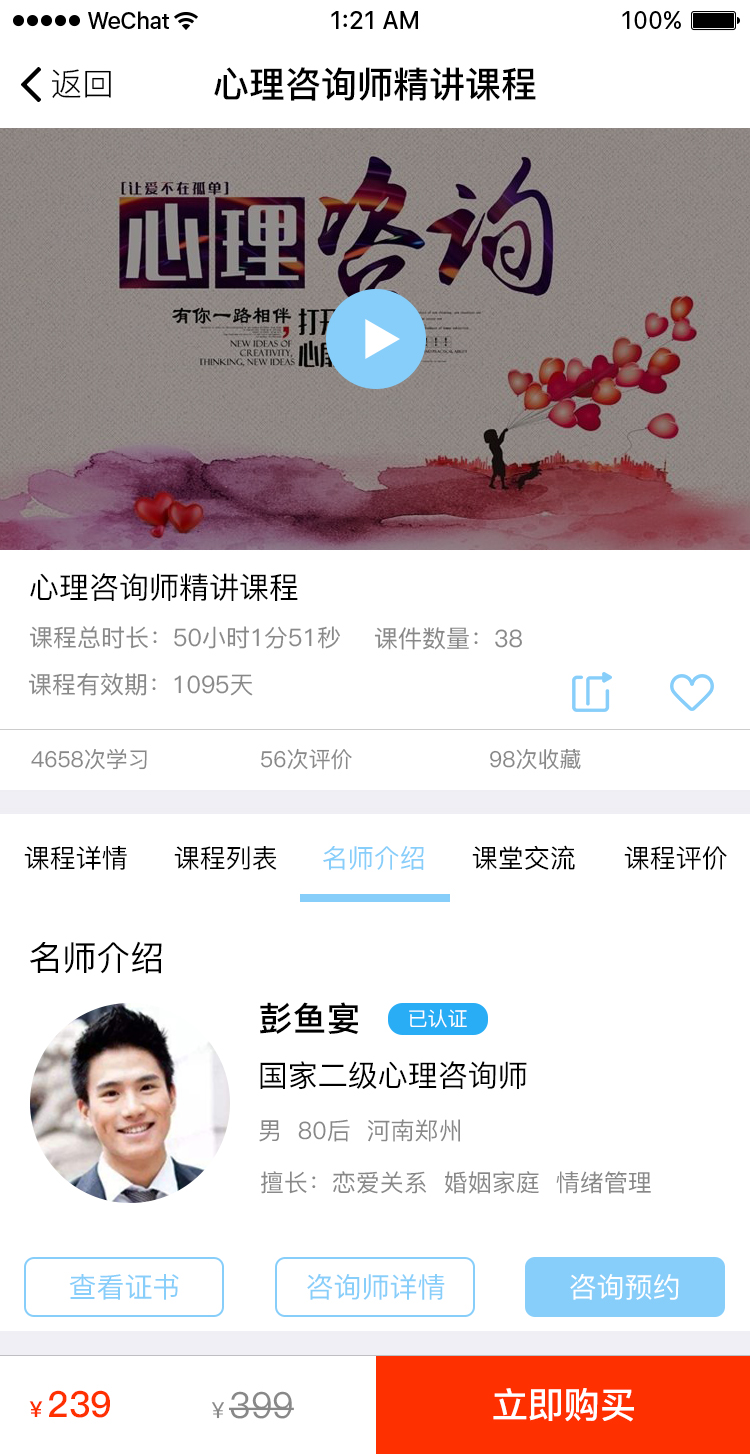 WeChat 1:21 AM 100%
返回 心理咨询师精讲课程
[让爱不在孤单]
心理咨询
有你一路相伴
NEW IDEAS OF
CREATIVITY,
THINKING, NEW IDEAS
心理咨询师精讲课程
课程总时长：50小时1分51秒 课件数量：38
课程有效期：1095天
4658次学习 56次评价 98次收藏
课程详情 课程列表 名师介绍 课堂交流 课程评价
名师介绍
彭鱼宴 已认证
国家二级心理咨询师
男 80后 河南郑州
擅长：恋爱关系 婚姻家庭 情绪管理
查看证书 咨询师详情 咨询预约
¥239 ¥399 立即购买